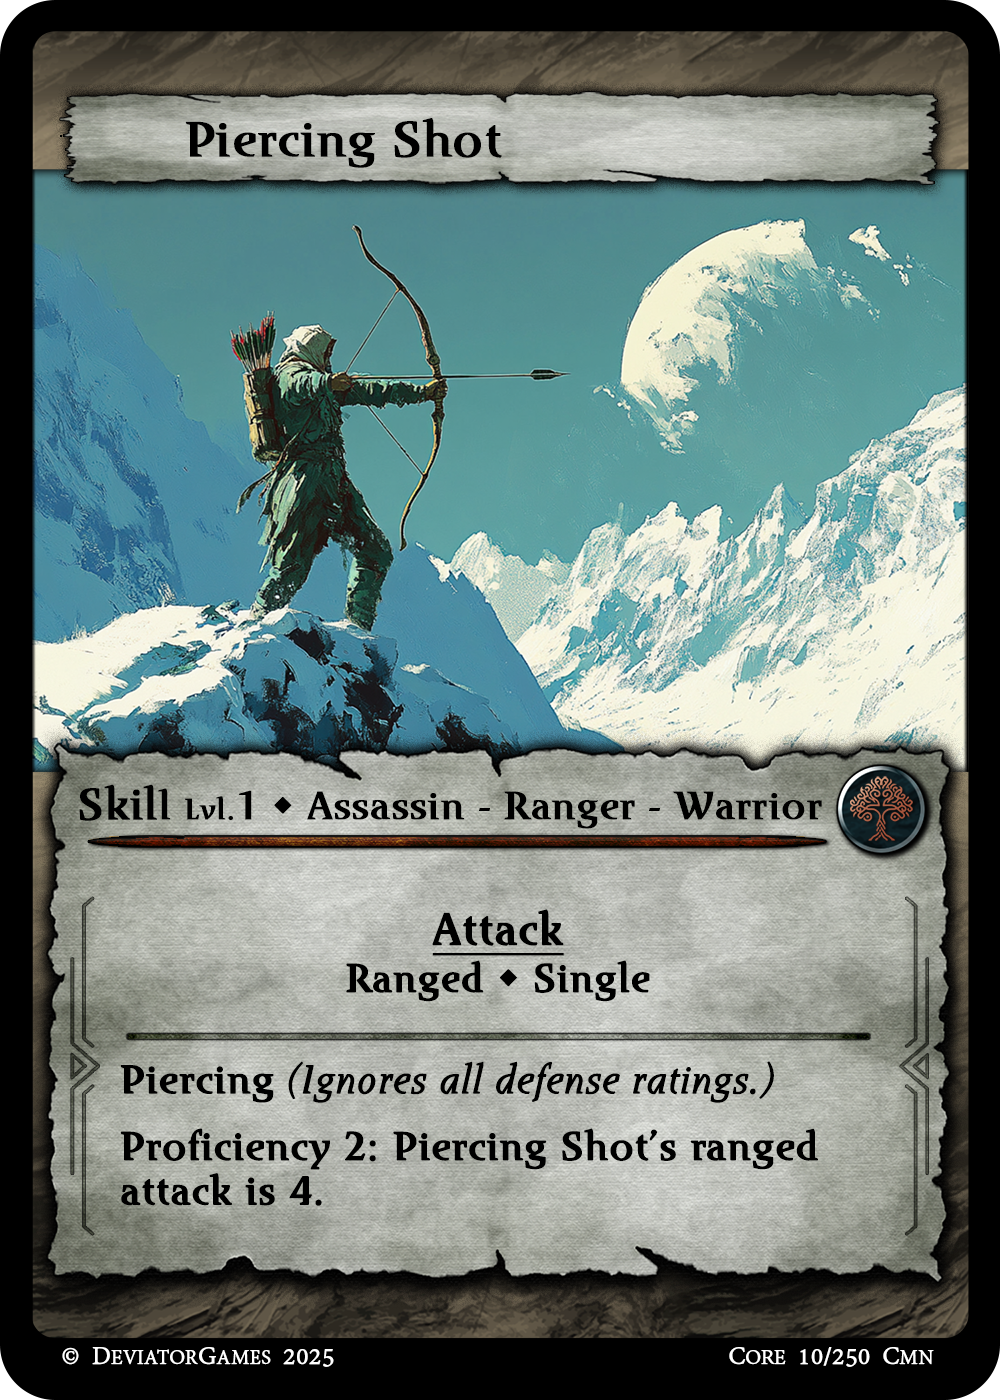 Piercing Shot
Skill Lvl.1 ◆ Assassin - Ranger - Warrior
Attack
Ranged ◆ Single
Piercing (Ignores all defense ratings.)
Proficiency 2: Piercing Shot's ranged
attack is 4.
© DeviatorGames 2025
Core 10/250 Cmn